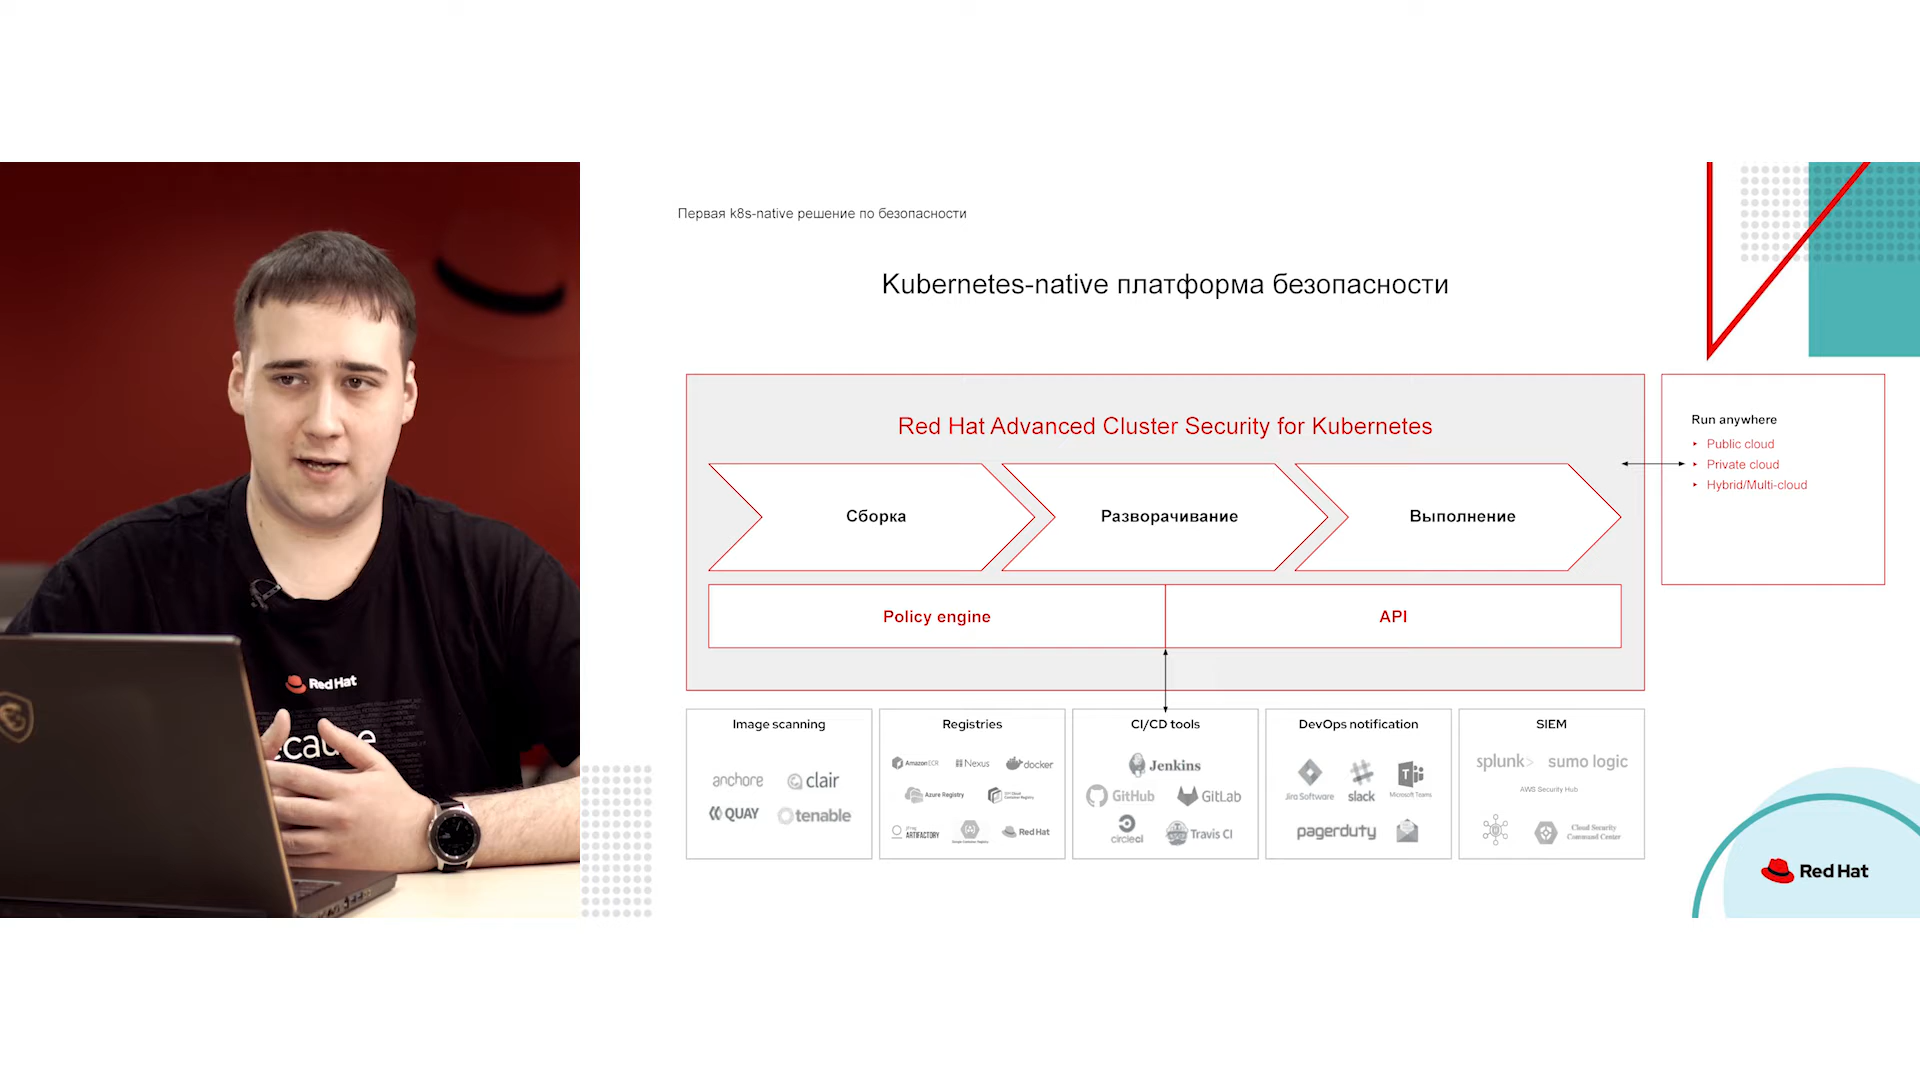 Первая k8s-native решение по безопасности
Kubernetes-native платформа безопасности
Red Hat Advanced Cluster Security for Kubernetes
Сборка
Разворачивание
Выполнение
Policy engine
API
Run anywhere
Public cloud
Private cloud
Hybrid/Multi-cloud
Image scanning
anchore
clair
QUAY
tenable
Registries
Amazon ECR
Nexus
docker
Azure Registry
ARTIFACTORY
Red Hat
CI/CD tools
Jenkins
GitHub
GitLab
circleci
Travis CI
DevOps notification
Jira Software
slack
Microsoft Teams
pagerduty
SIEM
splunk>
sumo logic
AWS Security Hub
Cloud Security
Command Center
Red Hat
Red Hat
ecause